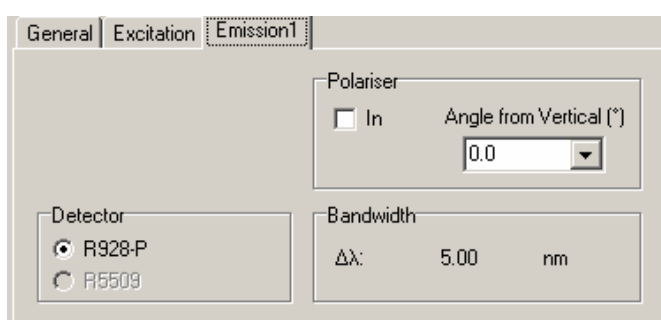 General Excitation Emission1
Polariser
In Angle from Vertical (°)
0.0
Detector
R928-P
R5509
Bandwidth
Δλ: 5.00 nm